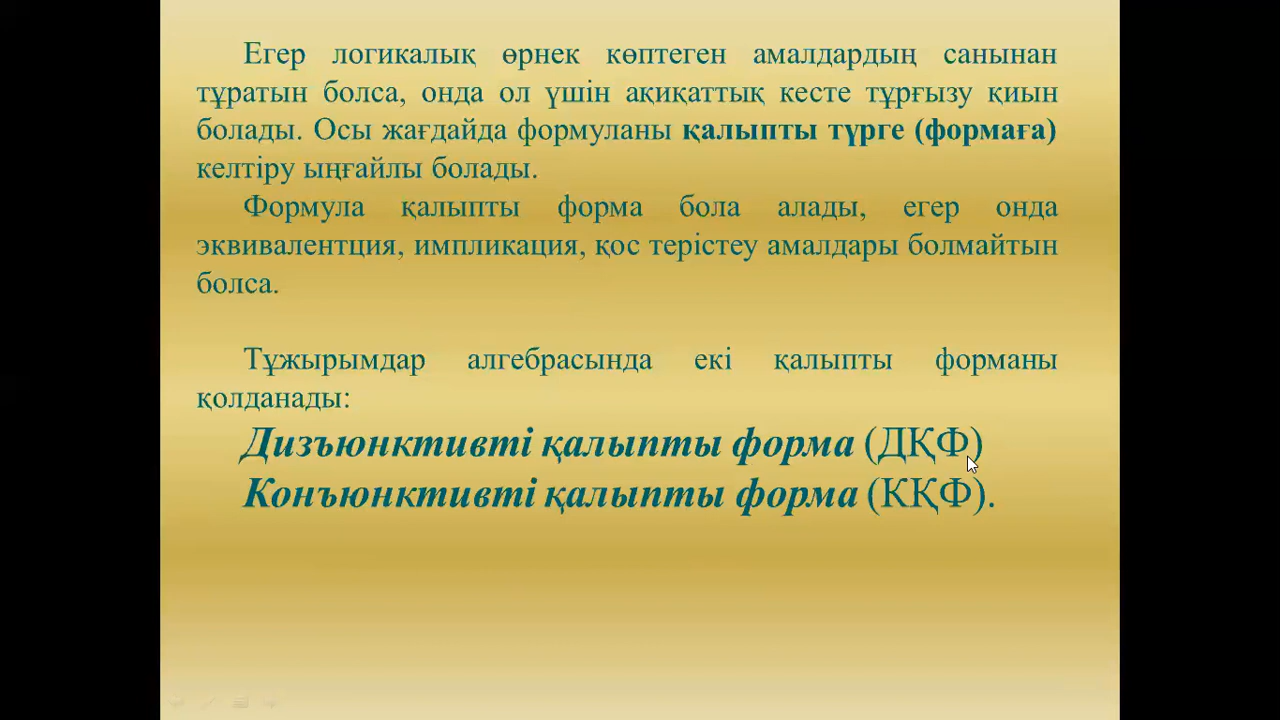 Егер логикалық өрнек көптеген амалдардың санынан
тұратын болса, онда ол үшін ақиқаттық кесте тұрғызу қиын
болады. Осы жағдайда формуланы қалыпты түрге (формаға)
келтіру ыңғайлы болады.
Формула қалыпты форма бола алады, егер онда
эквивалентция, импликация, қос терістеу амалдары болмайтын
болса.
Тұжырымдар алгебрасында екі қалыпты форманы
қолданады:
Дизъюнктивті қалыпты форма (ДҚФ)
Конъюнктивті қалыпты форма (КҚФ).